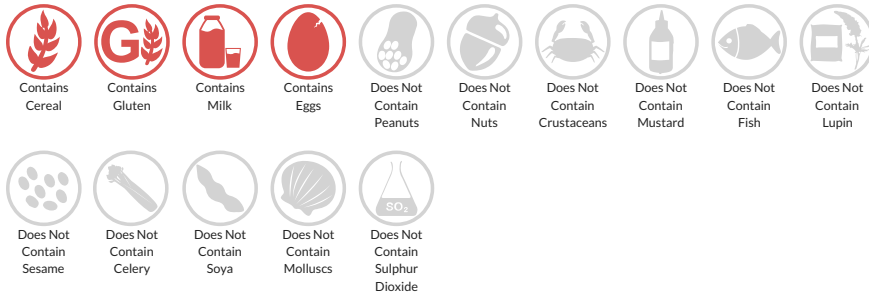 G
Contains
Cereal
Contains
Gluten
Contains
Milk
Contains
Eggs
Does Not
Contain
Peanuts
Does Not
Contain
Nuts
Does Not
Contain
Crustaceans
Does Not
Contain
Mustard
Does Not
Contain
Fish
Does Not
Contain
Lupin
SO₂
Does Not
Contain
Sesame
Does Not
Contain
Celery
Does Not
Contain
Soya
Does Not
Contain
Molluscs
Does Not
Contain
Sulphur
Dioxide